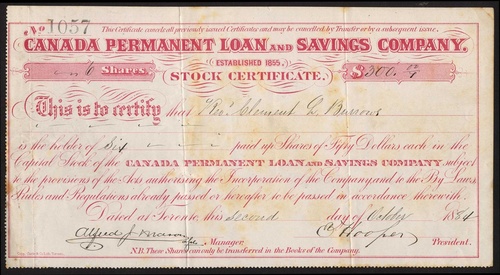 No 1057 This Certificate cancels all previously issued Certificates and may be cancelled by Transfer or by a subsequent issue.
CANADA PERMANENT LOAN AND SAVINGS COMPANY.
ESTABLISHED 1855.
6 Shares. STOCK CERTIFICATE. $300.
This is to certify that Rev. Clement L. Burrows
is the holder of Six paid up Shares of Fifty Dollars each in the
Capital Stock of the CANADA PERMANENT LOAN AND SAVINGS COMPANY, subject
to the provisions of the Acts authorising the Incorporation of the Company, and to the By Laws,
Rules and Regulations already passed or hereafter to be passed in accordance therewith.
Dated at Toronto, this second day of 1884
Alfred J. Mason Manager. Hooper President.
N.B. These Shares can only be transferred in the Books of the Company.